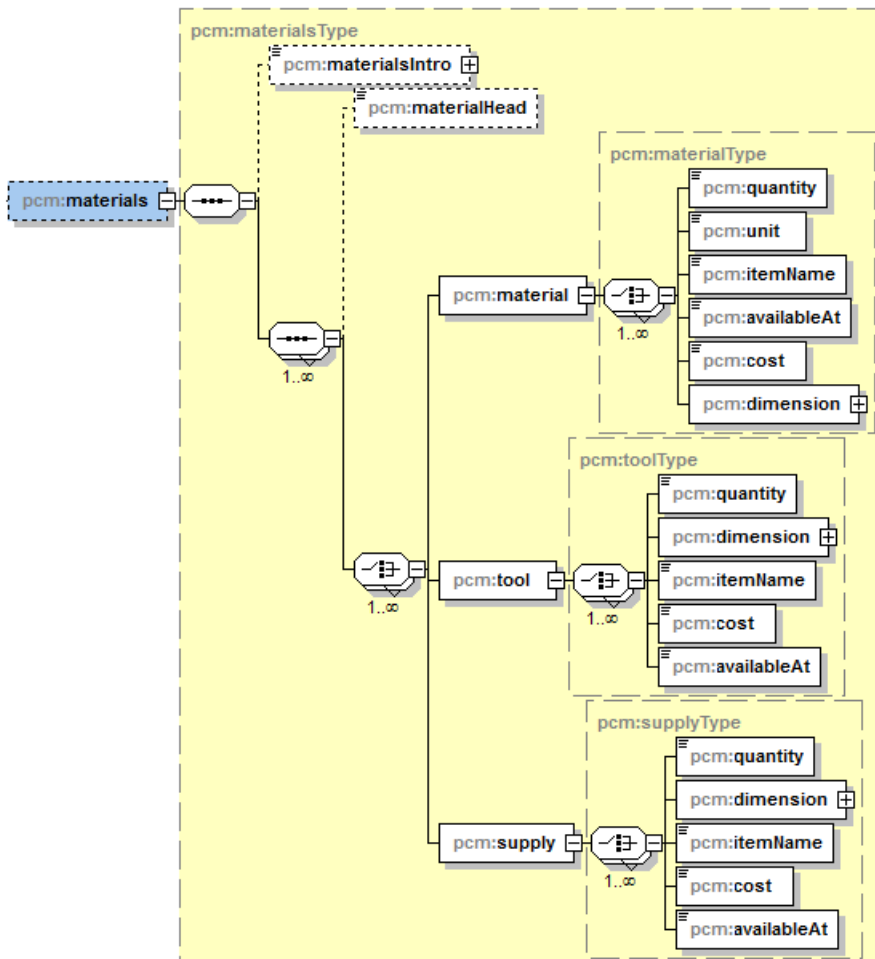 pcm:materialsType
pcm:materialsIntro
pcm:materialHead
pcm:materials
pcm:materialType
pcm:quantity
pcm:unit
pcm:material
pcm:itemName
pcm:availableAt
1..∞
pcm:cost
1..∞
pcm:dimension
pcm:toolType
pcm:quantity
pcm:dimension
pcm:tool
pcm:itemName
1..∞
1..∞
pcm:cost
pcm:availableAt
pcm:supplyType
pcm:quantity
pcm:dimension
pcm:supply
pcm:itemName
1..∞
pcm:cost
pcm:availableAt